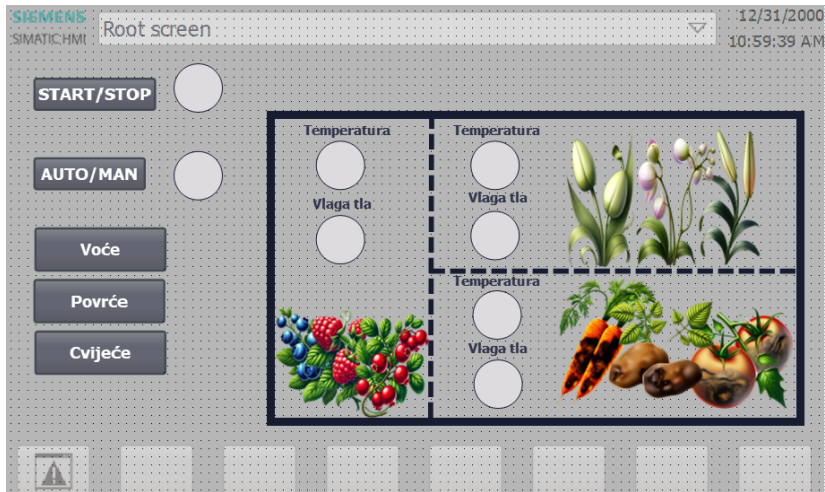 SIEMENS
SIMATIC HMI
Root screen
12/31/2000
10:59:39 AM
START/STOP
AUTO/MAN
Voće
Povrće
Cvijeće
Temperatura
Vlaga tla
Temperatura
Vlaga tla
Temperatura
Vlaga tla